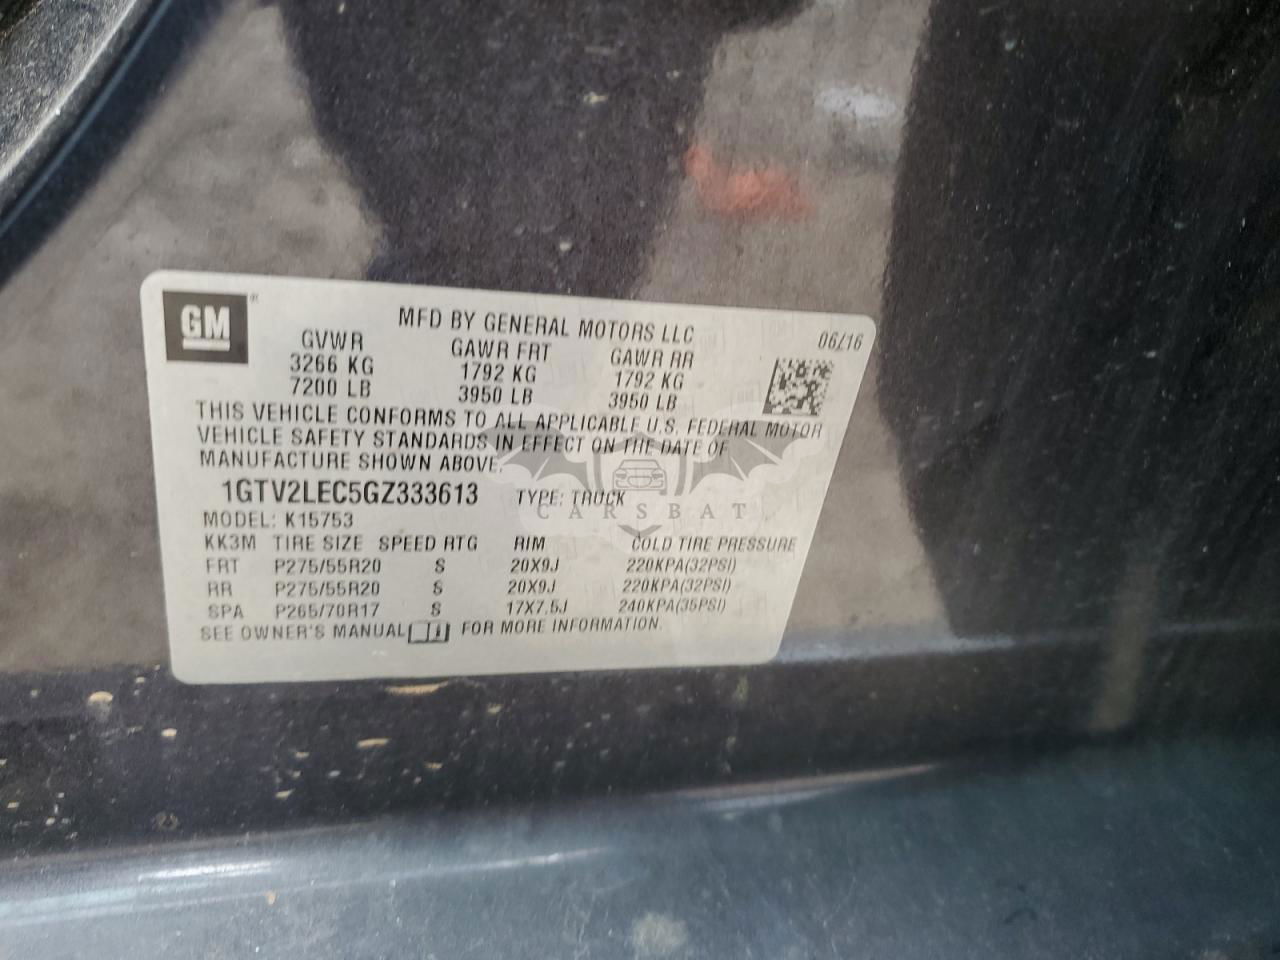 GM®
MFD BY GENERAL MOTORS LLC 06/16
GVWR GAWR FRT GAWR RR
3266 KG 1792 KG 1792 KG
7200 LB 3950 LB 3950 LB
THIS VEHICLE CONFORMS TO ALL APPLICABLE U.S. FEDERAL MOTOR
VEHICLE SAFETY STANDARDS IN EFFECT ON THE DATE OF
MANUFACTURE SHOWN ABOVE.
1GTV2LEC5GZ333613 TYPE: TRUCK
CARSBAT
MODEL: K15753
KK3M TIRE SIZE SPEED RTG RIM COLD TIRE PRESSURE
FRT P275/55R20 S 20X9J 220KPA(32PSI)
RR P275/55R20 S 20X9J 220KPA(32PSI)
SPA P265/70R17 S 17X7.5J 240KPA(35PSI)
SEE OWNER'S MANUAL FOR MORE INFORMATION.